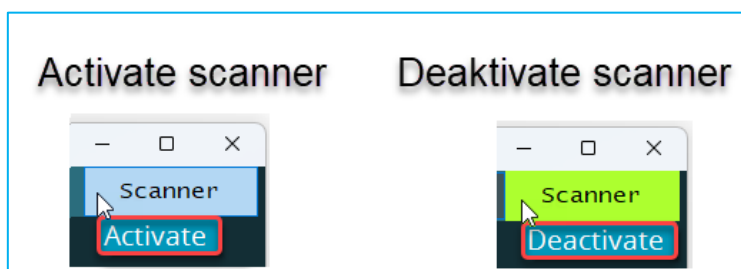 Activate scanner
Deaktivate scanner
Scanner
Activate
Scanner
Deactivate